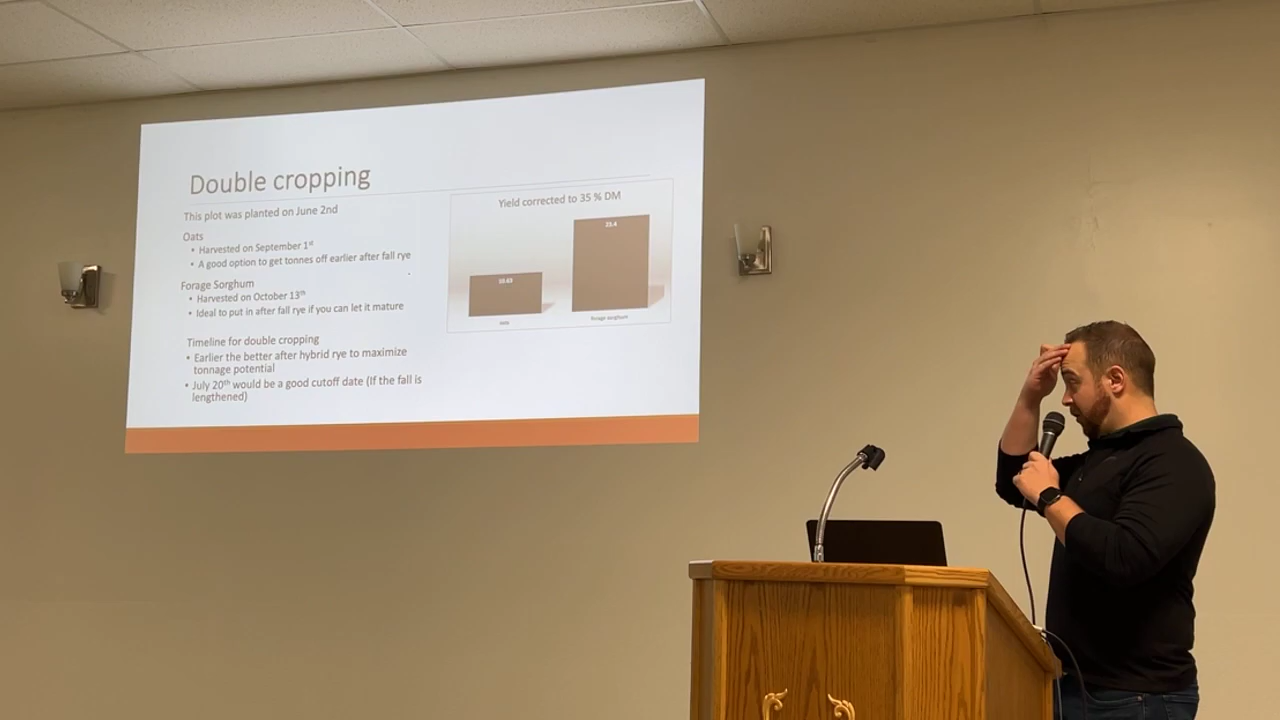 Double cropping
This plot was planted on June 2nd
Oats
• Harvested on September 1st
• A good option to get tonnes off earlier after fall rye
Forage Sorghum
• Harvested on October 13th
• Ideal to put in after fall rye if you can let it mature
Timeline for double cropping
• Earlier the better after hybrid rye to maximize
tonnage potential
• July 20th would be a good cutoff date (If the fall is
lengthened)
Yield corrected to 35 % DM
forage sorghum